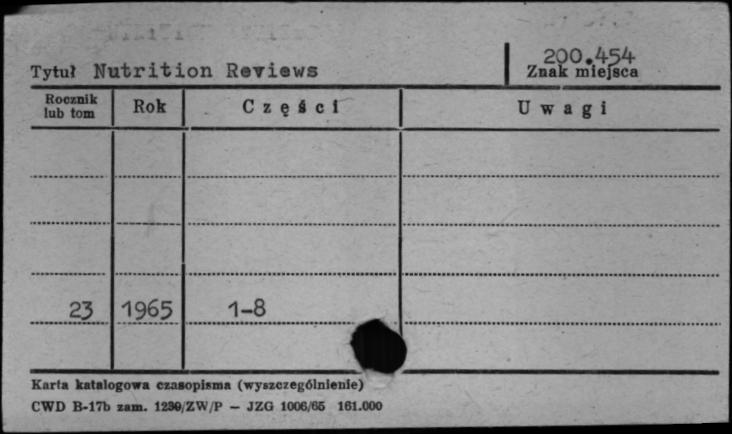 200.454
Tytuł Nutrition Reviews Znak miejsca
Rocznik lub tom Rok Części Uwagi
23 1965 1-8
Karta katalogowa czasopisma (wyszczególnienie)
CWD B-17b zam. 1239/ZW/P — JZG 1006/65 161.000